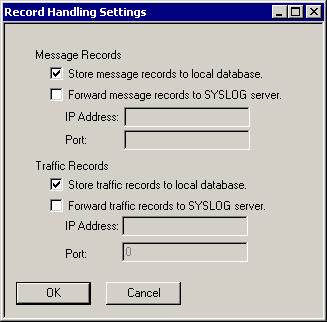 Record Handling Settings
Message Records
Store message records to local database.
Forward message records to SYSLOG server.
IP Address:
Port:
Traffic Records
Store traffic records to local database.
Forward traffic records to SYSLOG server.
IP Address:
Port: 0
OK Cancel